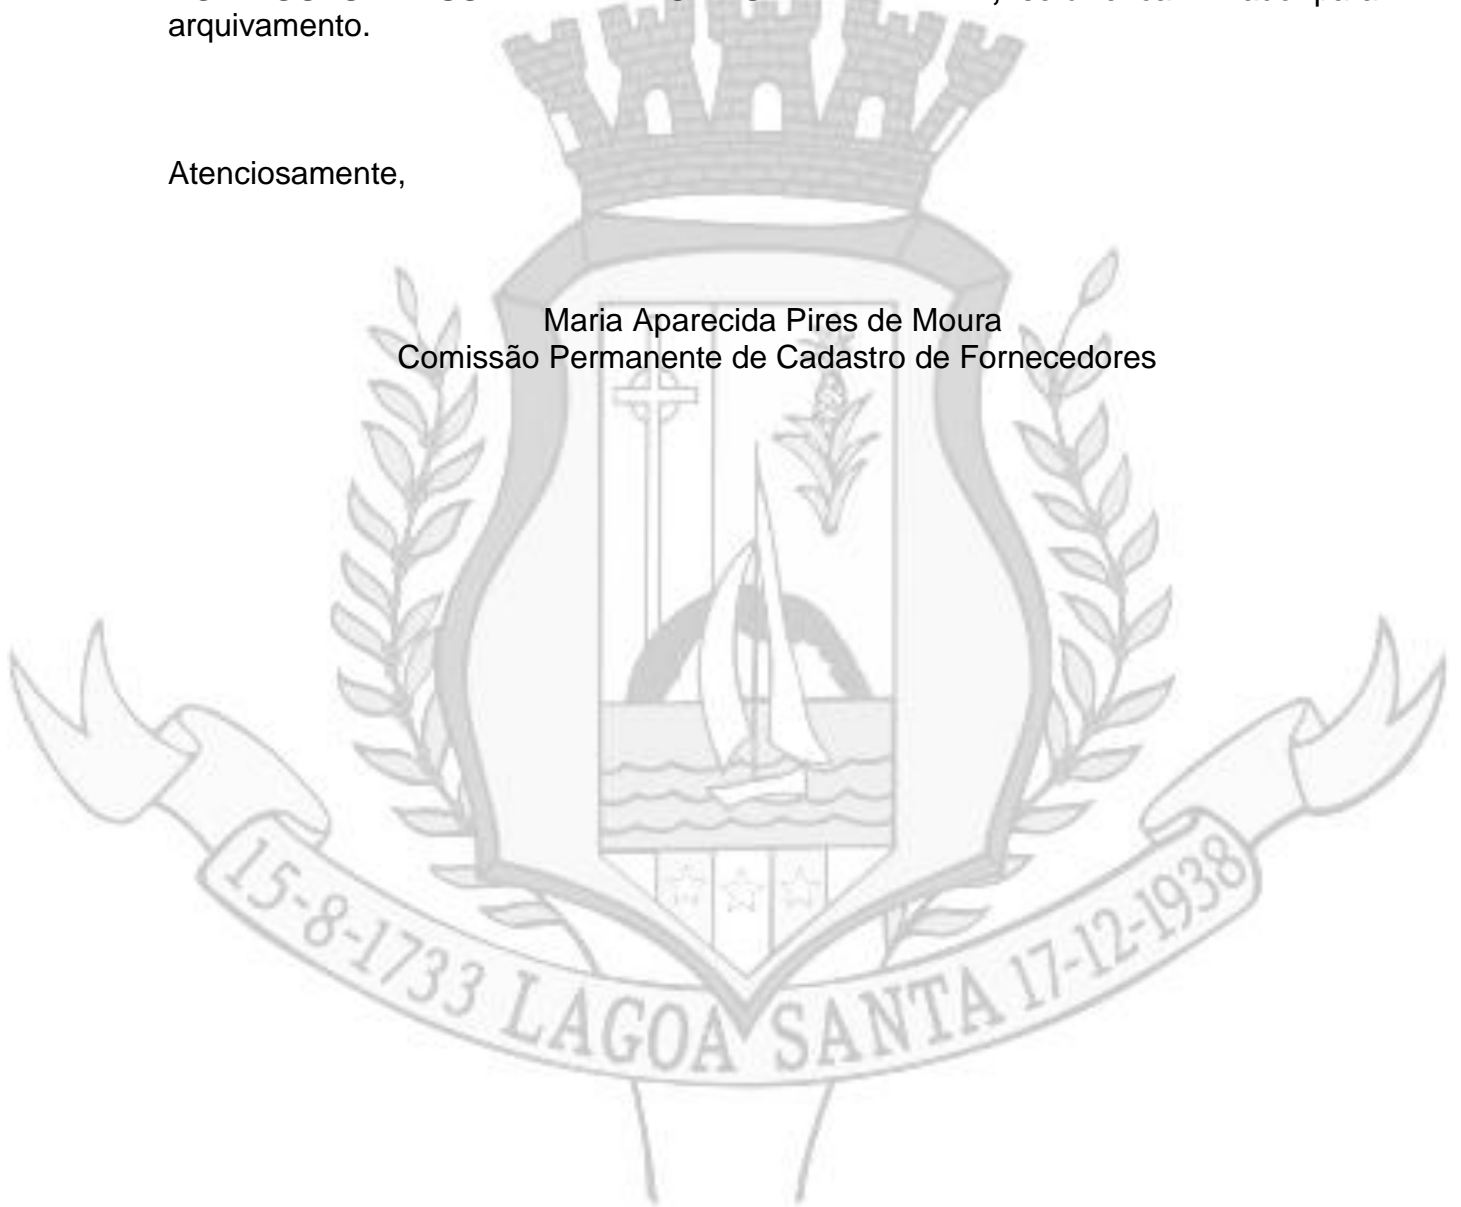 para
arquivamento.
Atenciosamente,
Maria Aparecida Pires de Moura
Comissão Permanente de Cadastro de Fornecedores
15-8-1733 LAGOA SANTA 17-12-1938